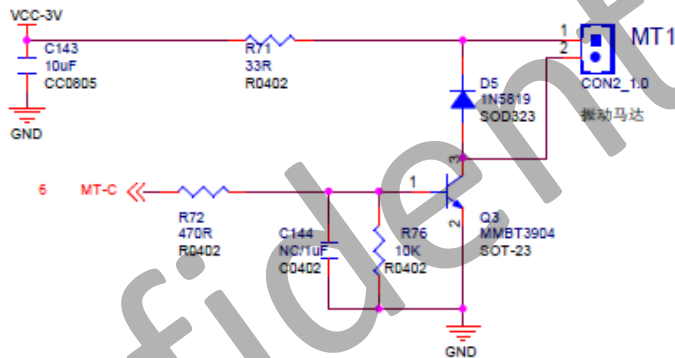 VCC-3V
C143
10uF
CC0805
GND
R71
33R
R0402
1
2
MT1
CON2_1.0
振动马达
D5
1N5819
SOD323
3
6 MT-C
R72
470R
R0402
C144
NC/1uF
C0402
R76
10K
R0402
1
2
Q3
MMBT3904
SOT-23
GND
fident